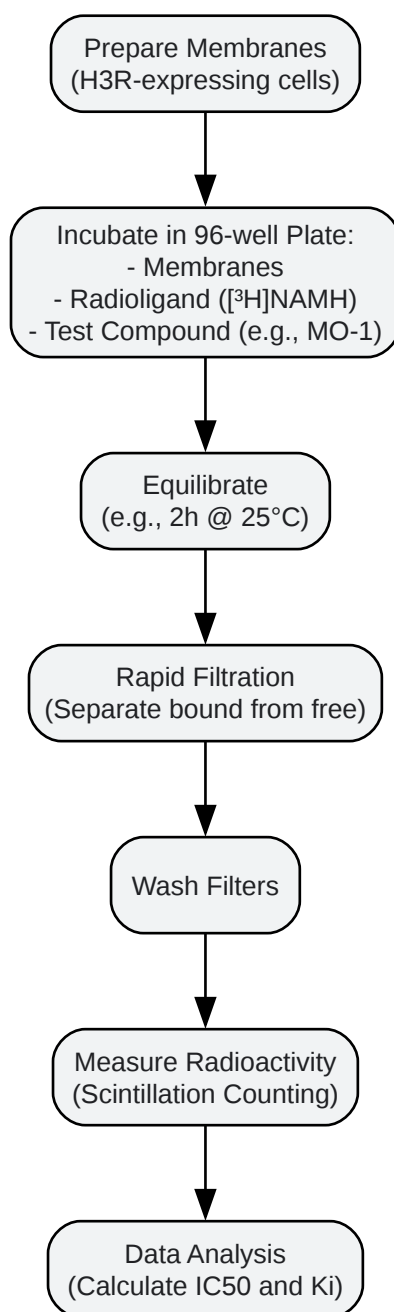 Prepare Membranes
(H3R-expressing cells)
Incubate in 96-well Plate:
- Membranes
- Radioligand ([³H]NAMH)
- Test Compound (e.g., MO-1)
Equilibrate
(e.g., 2h @ 25°C)
Rapid Filtration
(Separate bound from free)
Wash Filters
Measure Radioactivity
(Scintillation Counting)
Data Analysis
(Calculate IC50 and Ki)